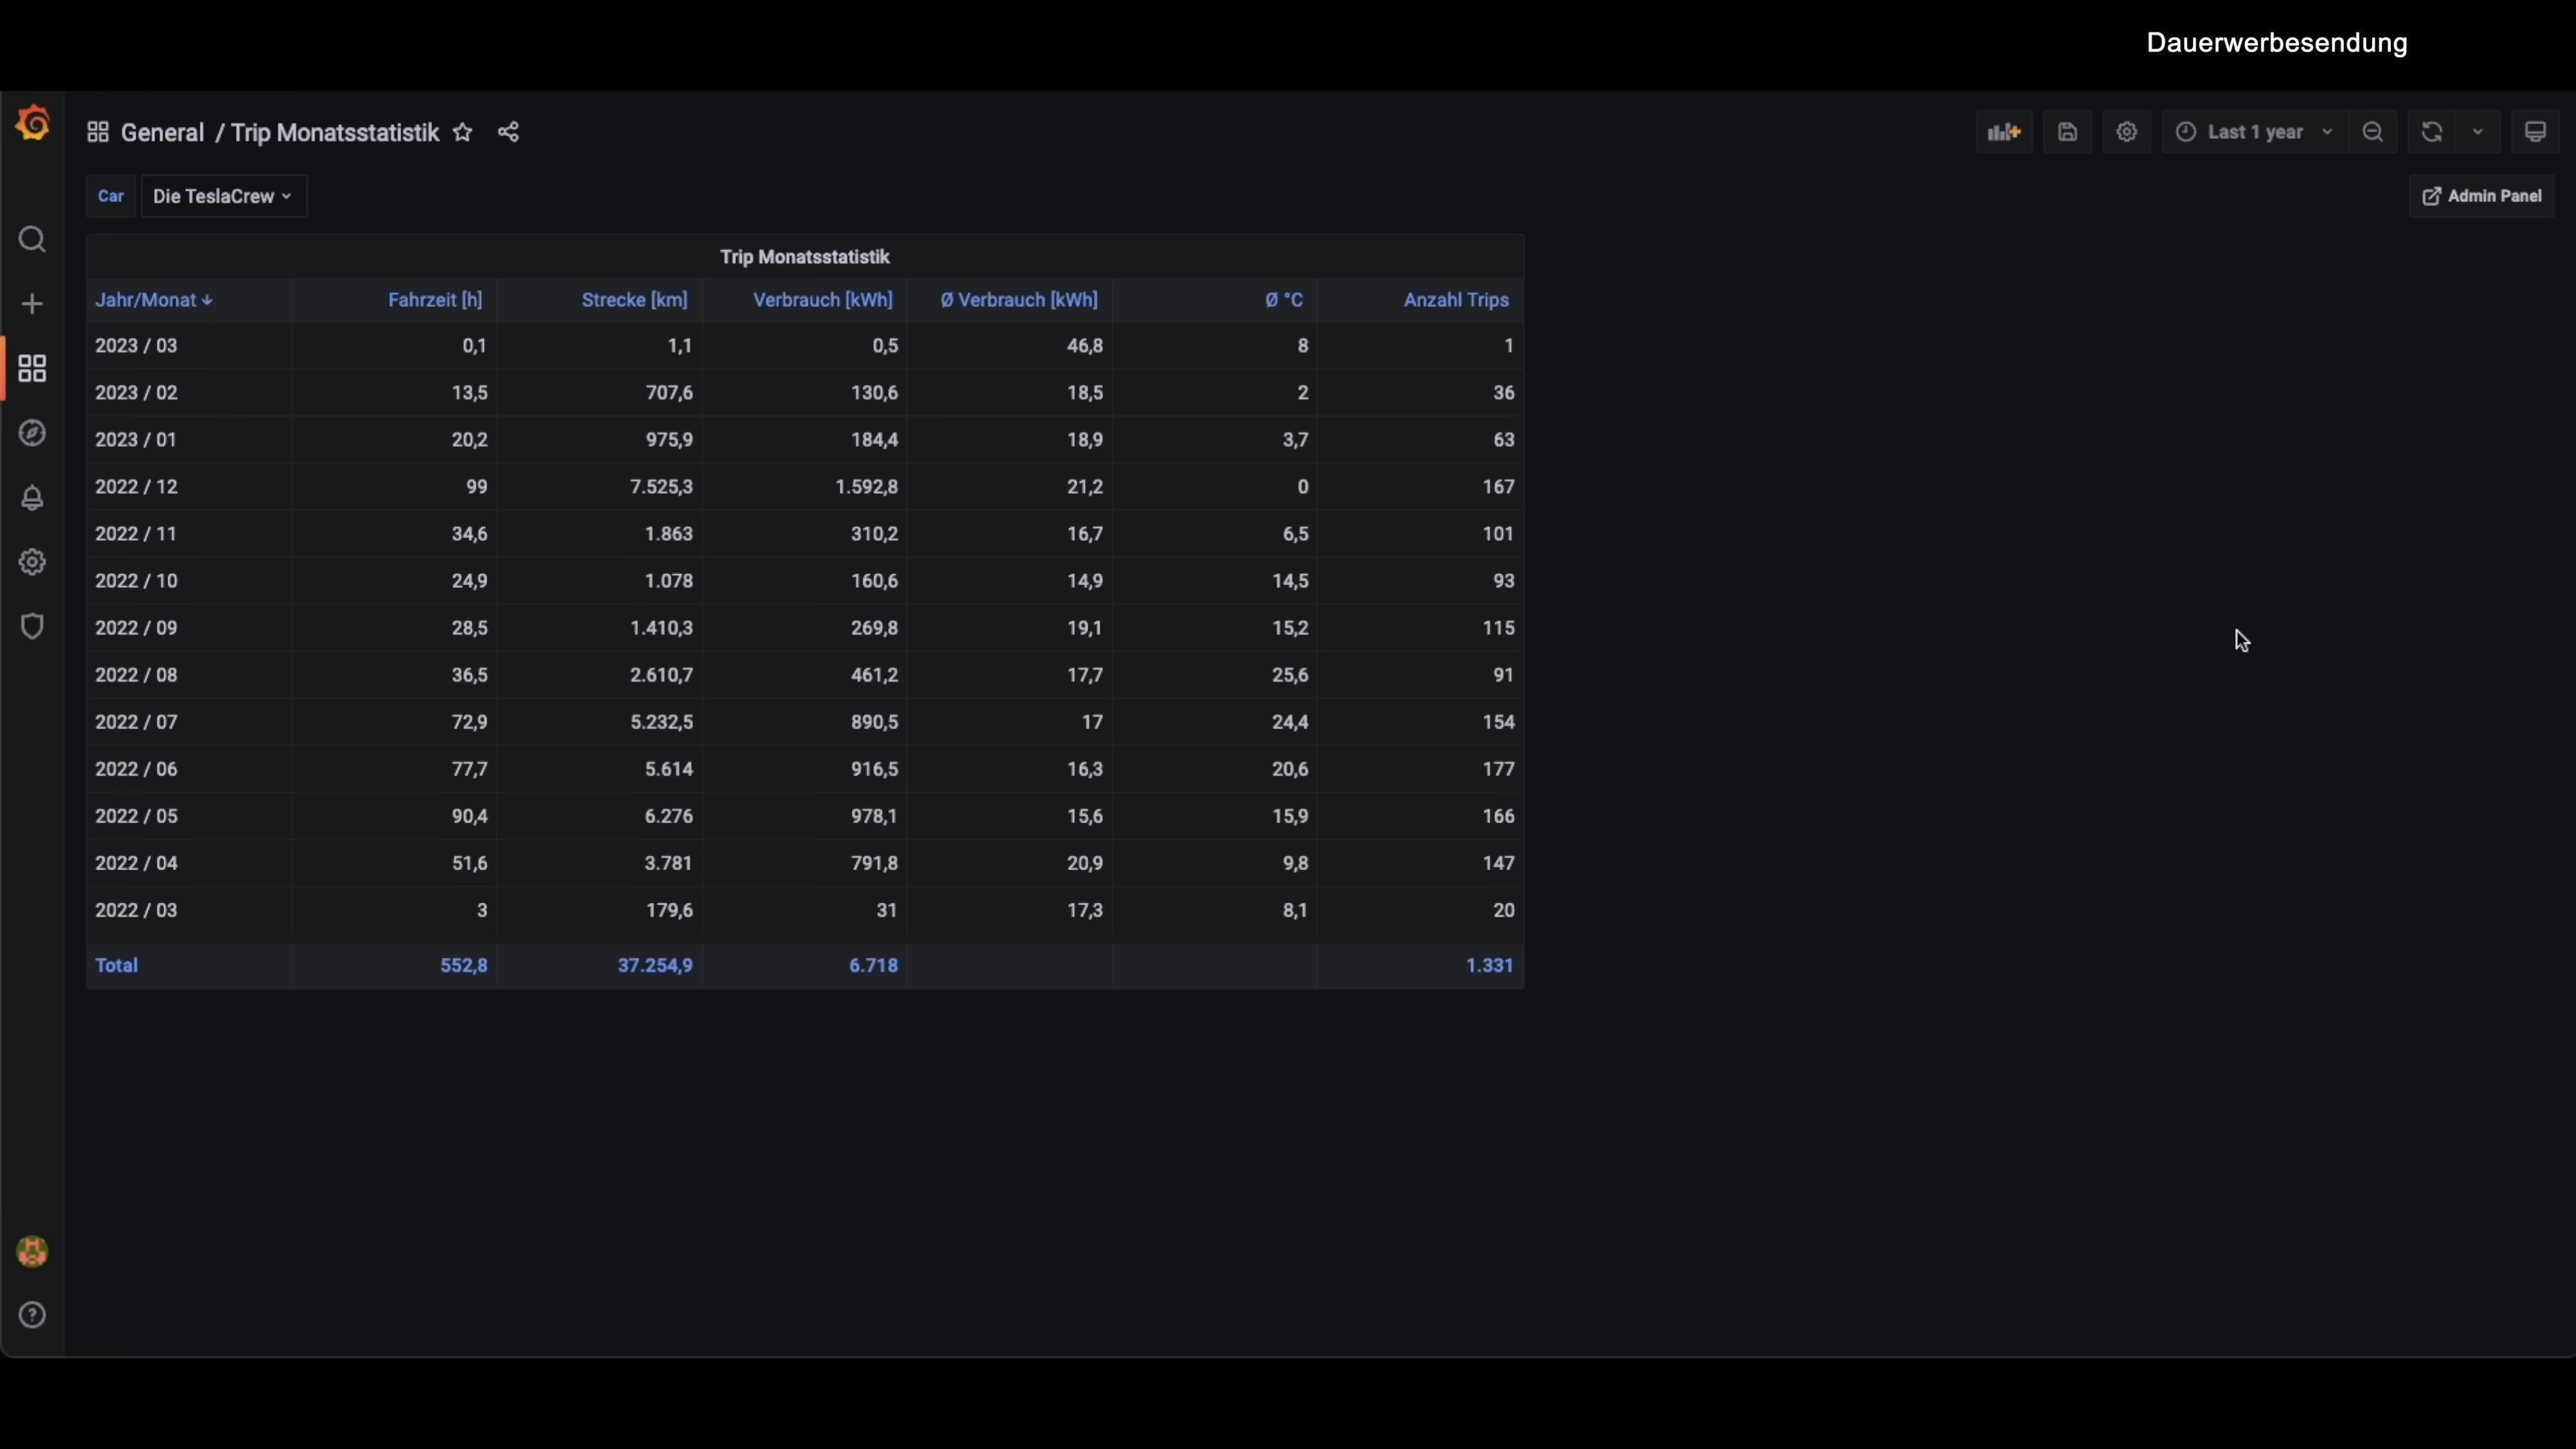 Dauerwerbesendung
General / Trip Monatsstatistik
Last 1 year
Car Die TeslaCrew
Admin Panel
Trip Monatsstatistik
Jahr/Monat Fahrzeit [h] Strecke [km] Verbrauch [kWh] Ø Verbrauch [kWh] Ø °C Anzahl Trips
2023 / 03 0,1 1,1 0,5 46,8 8 1
2023 / 02 13,5 707,6 130,6 18,5 2 36
2023 / 01 20,2 975,9 184,4 18,9 3,7 63
2022 / 12 99 7.525,3 1.592,8 21,2 0 167
2022 / 11 34,6 1.863 310,2 16,7 6,5 101
2022 / 10 24,9 1.078 160,6 14,9 14,5 93
2022 / 09 28,5 1.410,3 269,8 19,1 15,2 115
2022 / 08 36,5 2.610,7 461,2 17,7 25,6 91
2022 / 07 72,9 5.232,5 890,5 17 24,4 154
2022 / 06 77,7 5.614 916,5 16,3 20,6 177
2022 / 05 90,4 6.276 978,1 15,6 15,9 166
2022 / 04 51,6 3.781 791,8 20,9 9,8 147
2022 / 03 3 179,6 31 17,3 8,1 20
Total 552,8 37.254,9 6.718 1.331